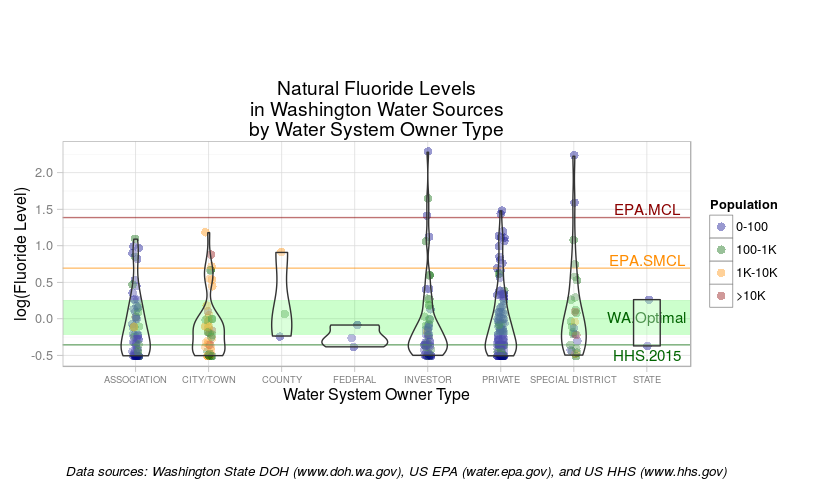 Natural Fluoride Levels
in Washington Water Sources
by Water System Owner Type
log(Fluoride Level)
2.0
1.5
1.0
0.5
0.0
-0.5
EPA.MCL
EPA.SMCL
WA.Optimal
HHS.2015
ASSOCIATION CITY/TOWN COUNTY FEDERAL INVESTOR PRIVATE SPECIAL DISTRICT STATE
Water System Owner Type
Population
0-100
100-1K
1K-10K
>10K
Data sources: Washington State DOH (www.doh.wa.gov), US EPA (water.epa.gov), and US HHS (www.hhs.gov)